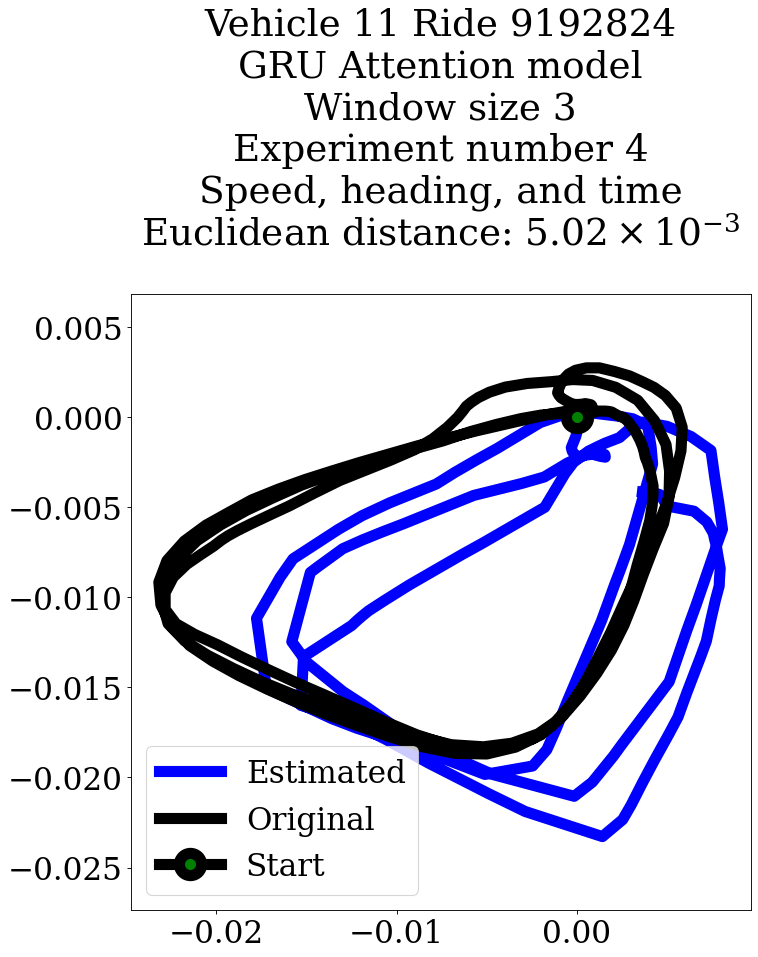 Vehicle 11 Ride 9192824
GRU Attention model
Window size 3
Experiment number 4
Speed, heading, and time
Euclidean distance: 5.02 × 10⁻³
0.005
0.000
−0.005
−0.010
−0.015
−0.020
−0.025
Estimated
Original
Start
−0.02
−0.01
0.00